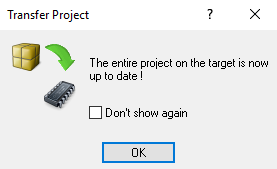 Transfer Project
?
The entire project on the target is now
up to date !
Don't show again
OK